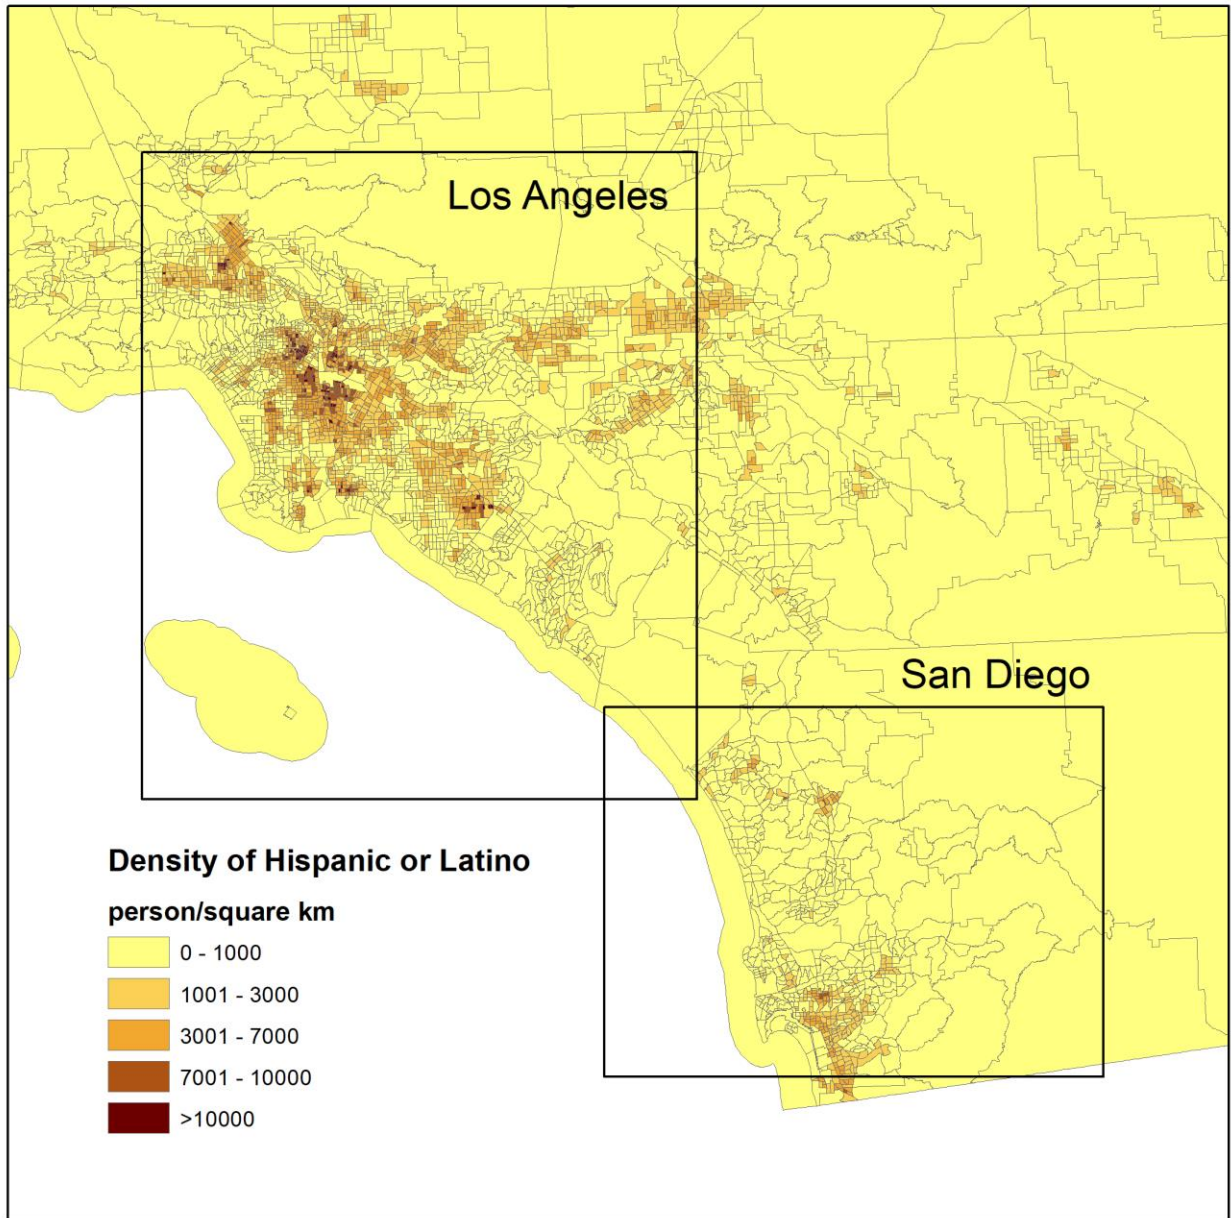 Los Angeles
San Diego
Density of Hispanic or Latino
person/square km
0 - 1000
1001 - 3000
3001 - 7000
7001 - 10000
>10000